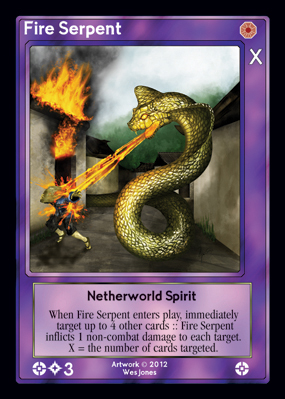 Fire Serpent
X
Netherworld Spirit
When Fire Serpent enters play, immediately
target up to 4 other cards :: Fire Serpent
inflicts 1 non-combat damage to each target.
X = the number of cards targeted.
3
Artwork © 2012
Wes Jones